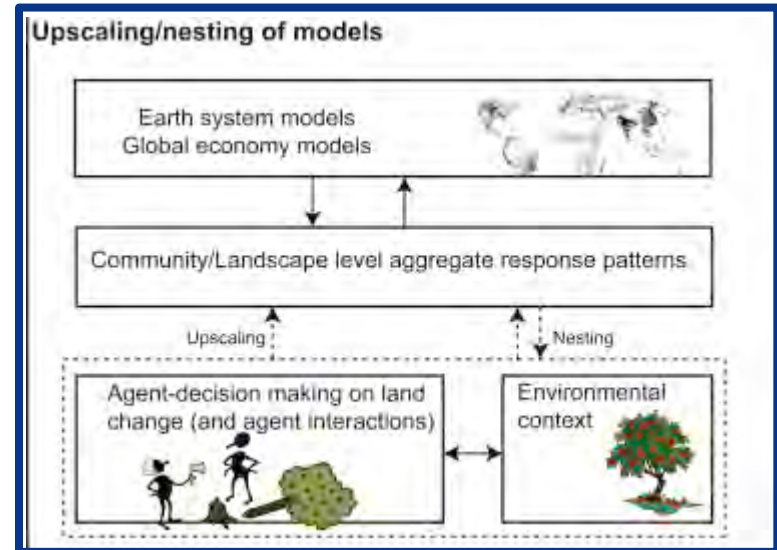 Upscaling/nesting of models
Earth system models
Global economy models
Community/Landscape level aggregate response patterns
Upscaling
Nesting
Agent-decision making on land
change (and agent interactions)
Environmental
context